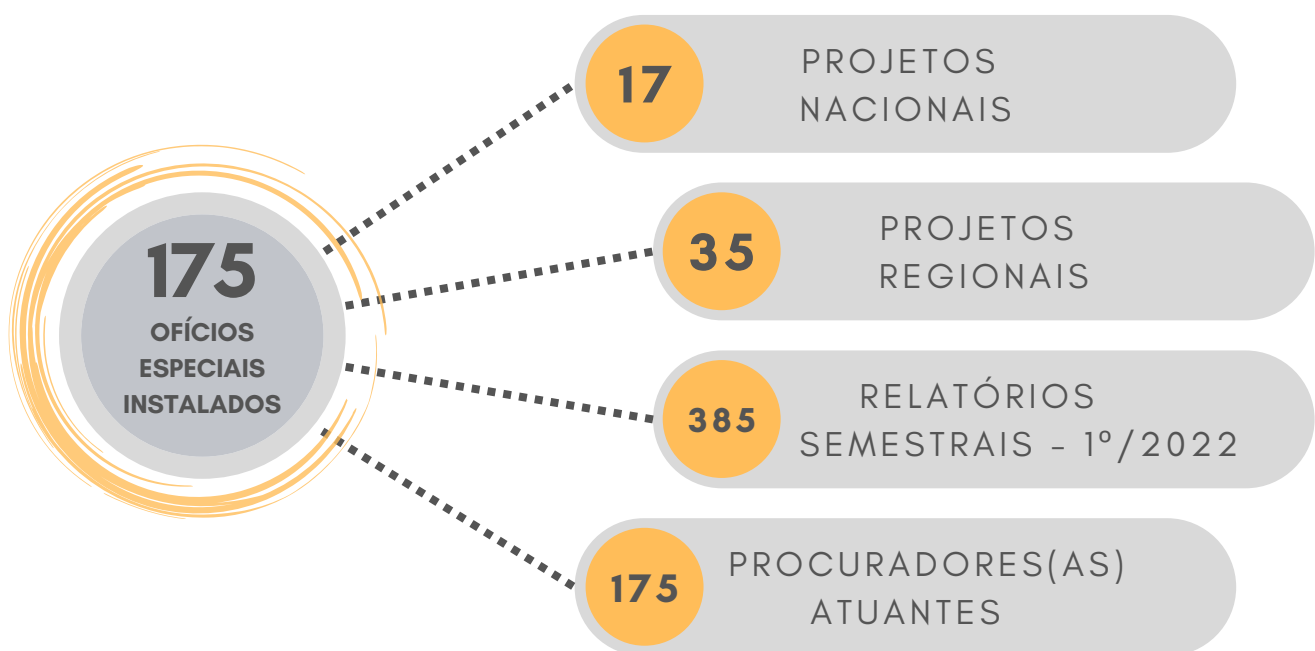 175
OFÍCIOS
ESPECIAIS
INSTALADOS
17
PROJETOS
NACIONAIS
35
PROJETOS
REGIONAIS
385
RELATÓRIOS
SEMESTRAIS - 1º/2022
175
PROCURADORES(AS)
ATUANTES